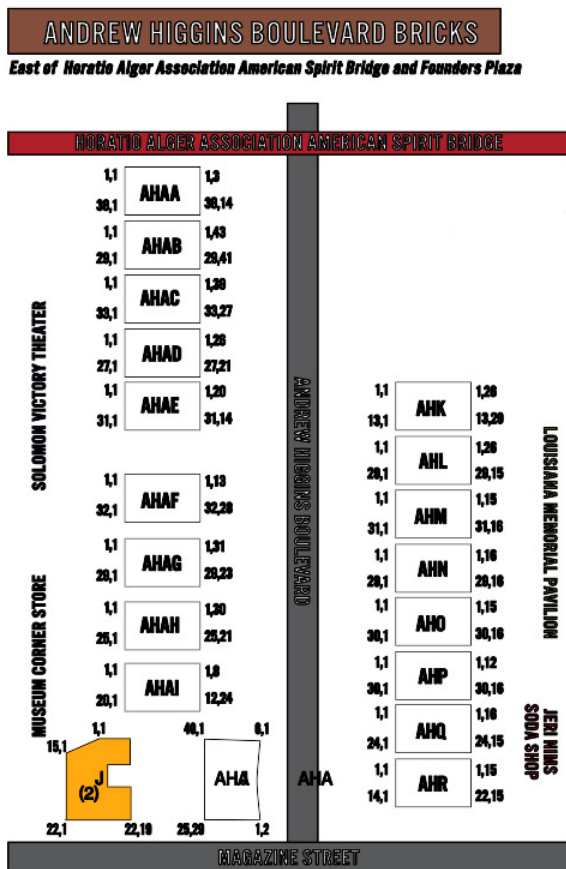 ANDREW HIGGINS BOULEVARD BRICKS
East of Horatio Alger Association American Spirit Bridge and Founders Plaza
HORATIO ALGER ASSOCIATION AMERICAN SPIRIT BRIDGE
SOLOMON VICTORY THEATER
MUSEUM CORNER STORE
1,1 AHAA 1,3
38,1 38,14
1,1 AHAB 1,43
29,1 29,41
1,1 AHAC 1,39
33,1 33,27
1,1 AHAD 1,26
27,1 27,21
1,1 AHAE 1,20
31,1 31,14
1,1 AHAF 1,13
32,1 32,28
1,1 AHAG 1,31
29,1 29,23
1,1 AHAH 1,30
25,1 25,21
1,1 AHAI 1,8
20,1 12,24
1,1
15,1
J
(2)
22,1 22,19
40,1 6,1
25,29 1,2
ANDREW HIGGINS BOULEVARD
AHA
1,1 AHK 1,26
13,1 13,29
1,1 AHL 1,26
29,1 29,15
1,1 AHM 1,15
31,1 31,16
1,1 AHN 1,16
29,1 29,16
1,1 AHO 1,15
30,1 30,16
1,1 AHP 1,12
30,1 30,16
1,1 AHQ 1,16
24,1 24,15
1,1 AHR 1,15
14,1 22,15
LOUISIANA MEMORIAL PAVILION
JERI NIMS
SODA SHOP
MAGAZINE STREET